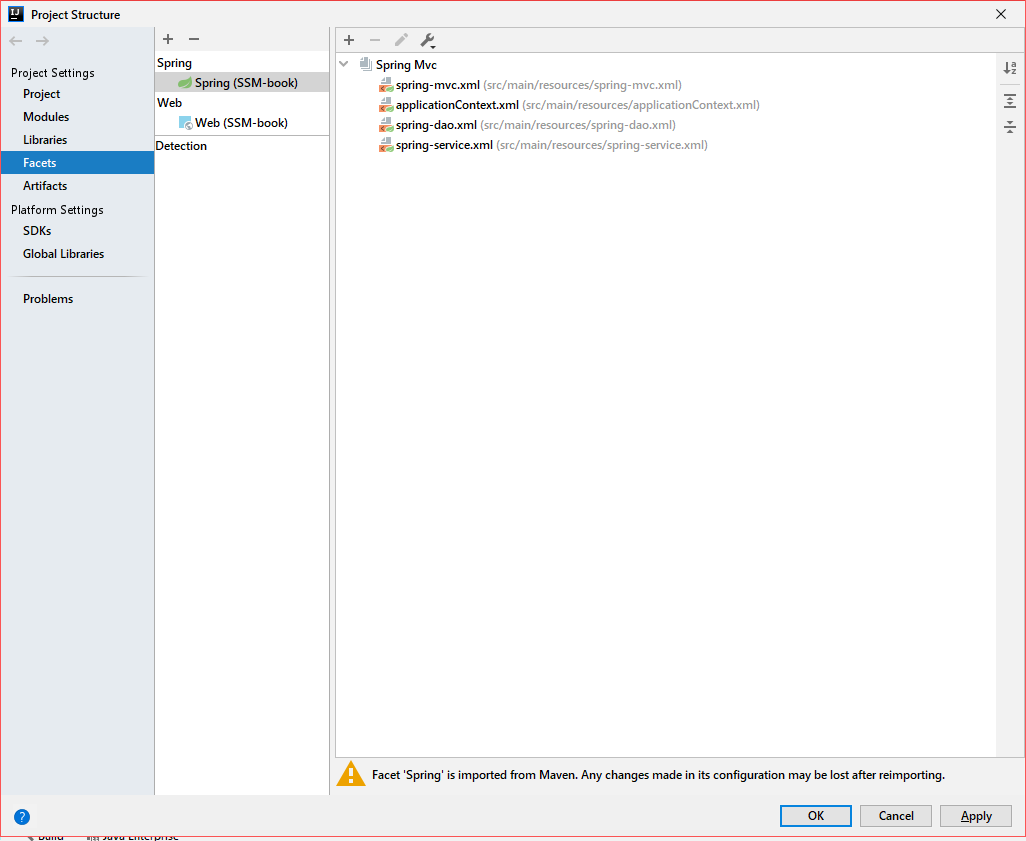 Project Structure
Project Settings
Project
Modules
Libraries
Facets
Artifacts
Platform Settings
SDKs
Global Libraries
Problems
Spring
Spring (SSM-book)
Web
Web (SSM-book)
Detection
Spring Mvc
spring-mvc.xml (src/main/resources/spring-mvc.xml)
applicationContext.xml (src/main/resources/applicationContext.xml)
spring-dao.xml (src/main/resources/spring-dao.xml)
spring-service.xml (src/main/resources/spring-service.xml)
Facet 'Spring' is imported from Maven. Any changes made in its configuration may be lost after reimporting.
OK Cancel Apply
Build Java Enterprise